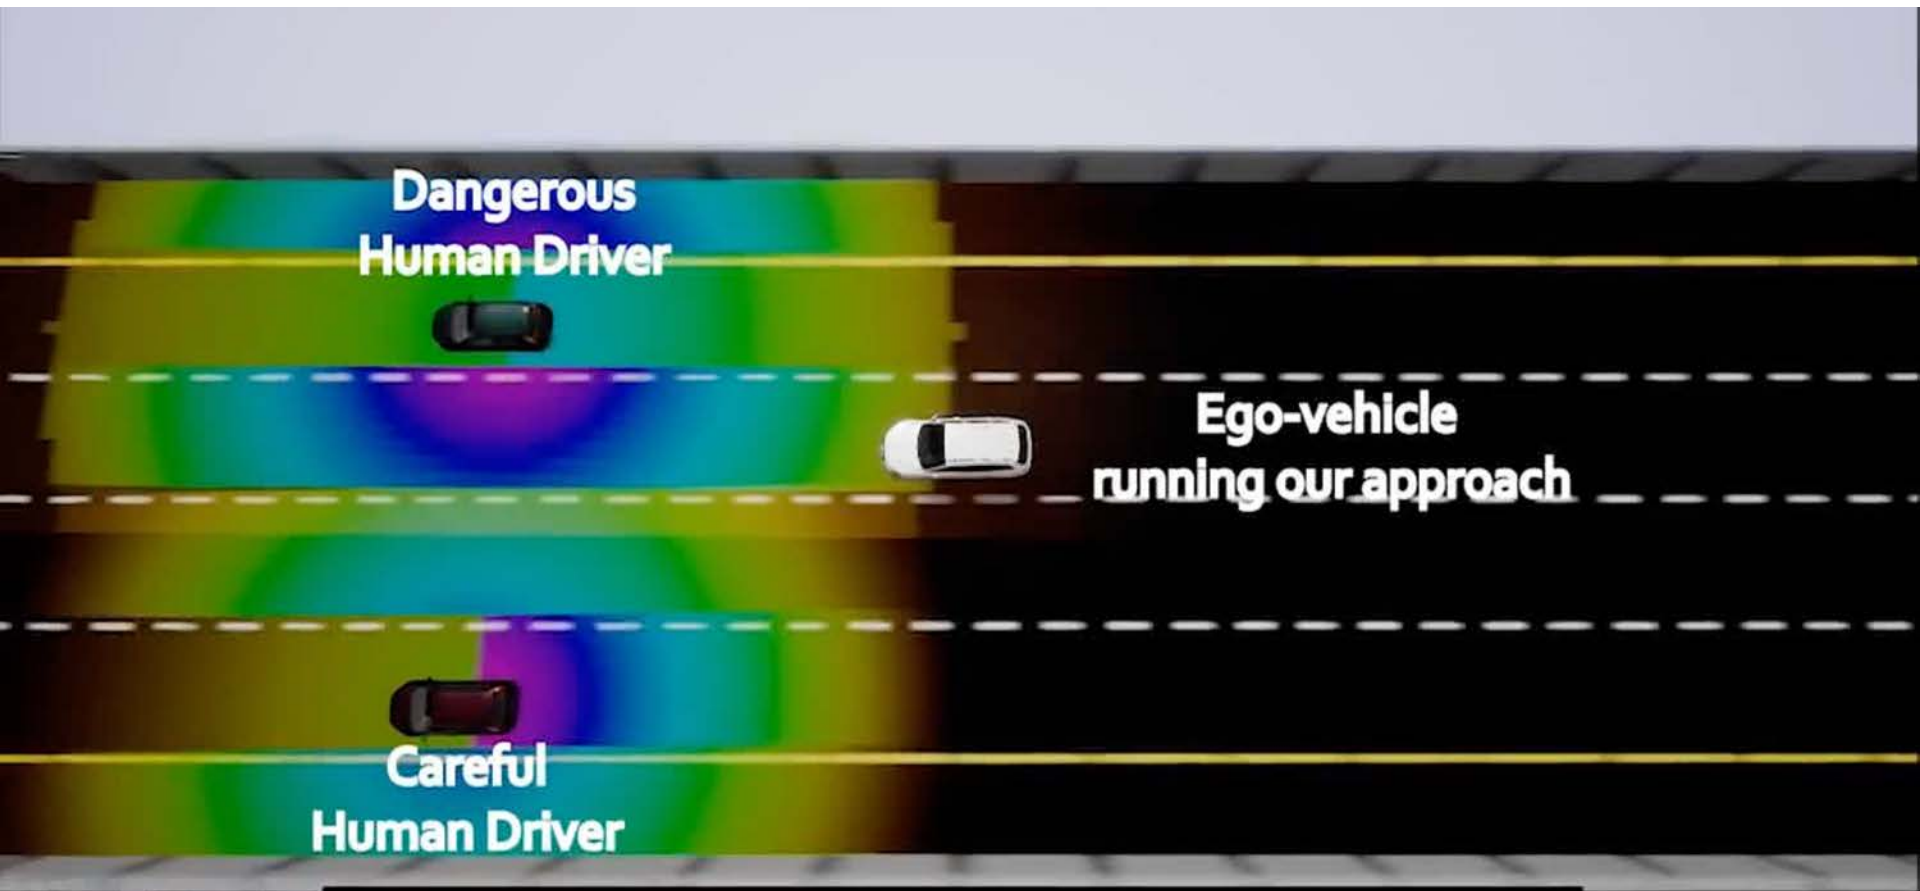 Dangerous
Human Driver
Ego-vehicle
running our approach
Careful
Human Driver